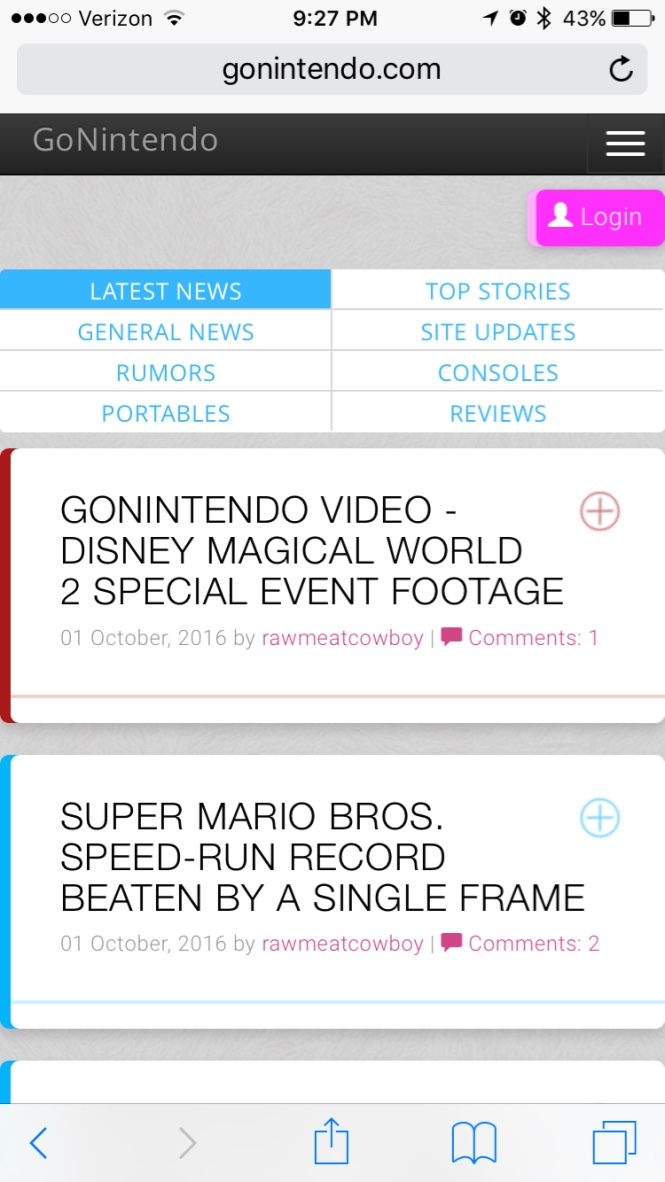 Verizon 9:27 PM 43%
gonintendo.com
GoNintendo
Login
LATEST NEWS TOP STORIES
GENERAL NEWS SITE UPDATES
RUMORS CONSOLES
PORTABLES REVIEWS
GONINTENDO VIDEO -
DISNEY MAGICAL WORLD
2 SPECIAL EVENT FOOTAGE
01 October, 2016 by rawmeatcowboy | Comments: 1
SUPER MARIO BROS.
SPEED-RUN RECORD
BEATEN BY A SINGLE FRAME
01 October, 2016 by rawmeatcowboy | Comments: 2